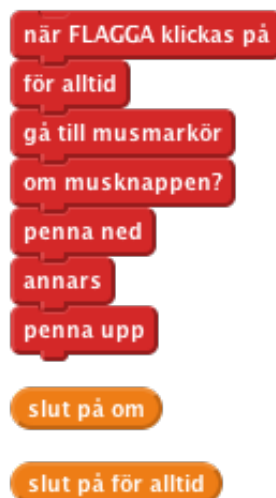 när FLAGGA klickas på
för alltid
gå till musmarkör
om musknappen?
penna ned
annars
penna upp
slut på om
slut på för alltid